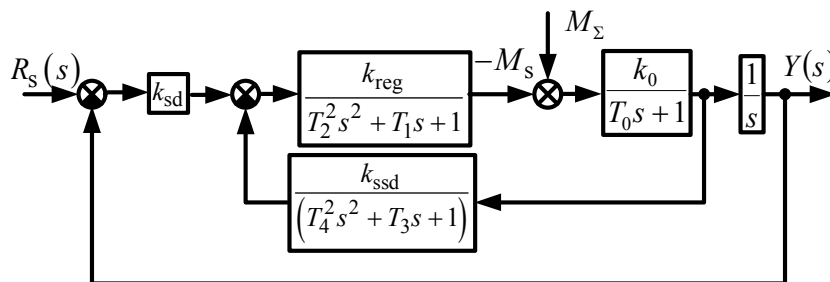 M_Σ
R_s(s)
k_sd
k_reg
T_2^2 s^2 + T_1 s + 1
−M_s
k_0
T_0 s + 1
1
s
Y(s)
k_ssd
(T_4^2 s^2 + T_3 s + 1)